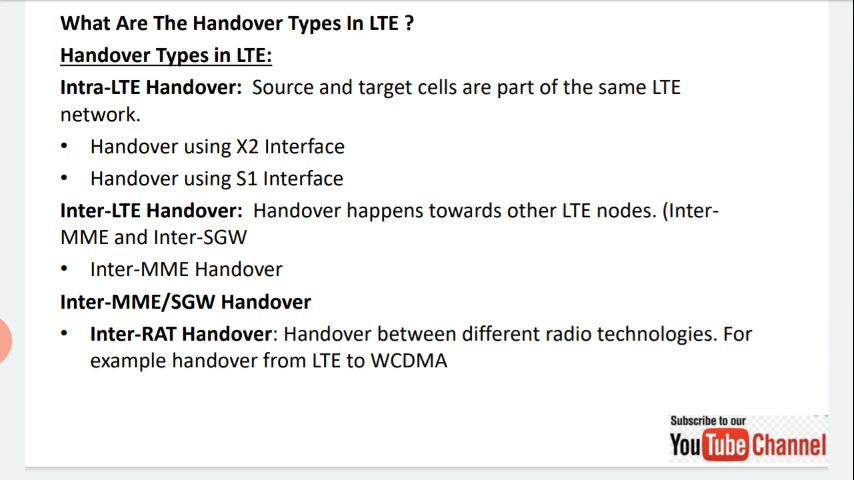 What Are The Handover Types In LTE ?
Handover Types in LTE:
Intra-LTE Handover: Source and target cells are part of the same LTE
network.
• Handover using X2 Interface
• Handover using S1 Interface
Inter-LTE Handover: Handover happens towards other LTE nodes. (Inter-
MME and Inter-SGW
• Inter-MME Handover
Inter-MME/SGW Handover
• Inter-RAT Handover: Handover between different radio technologies. For
example handover from LTE to WCDMA
Subscribe to our
YouTube Channel